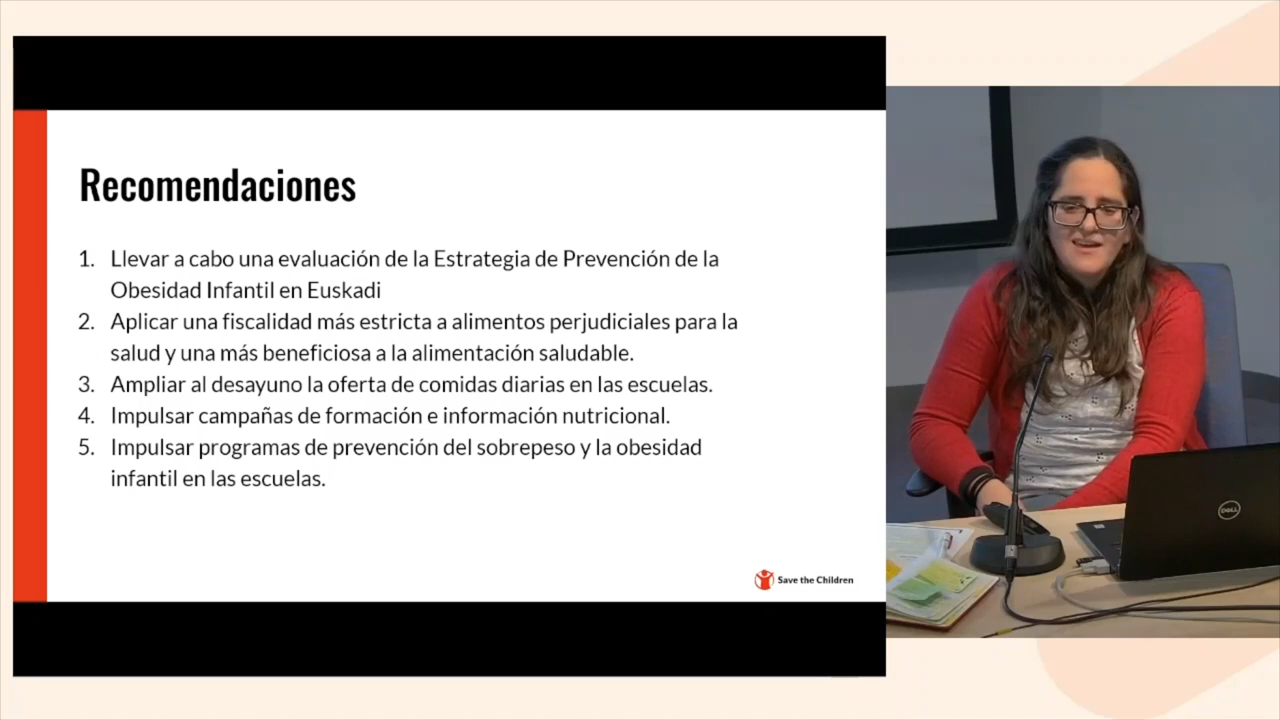 Recomendaciones
1. Llevar a cabo una evaluación de la Estrategia de Prevención de la
Obesidad Infantil en Euskadi
2. Aplicar una fiscalidad más estricta a alimentos perjudiciales para la
salud y una más beneficiosa a la alimentación saludable.
3. Ampliar al desayuno la oferta de comidas diarias en las escuelas.
4. Impulsar campañas de formación e información nutricional.
5. Impulsar programas de prevención del sobrepeso y la obesidad
infantil en las escuelas.
Save the Children
DELL